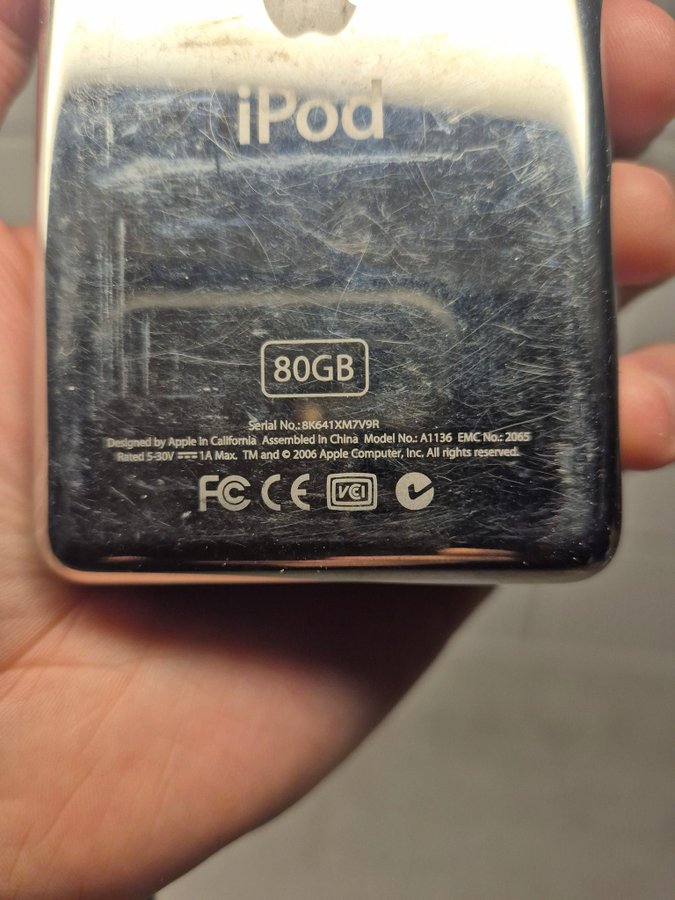 iPod
80GB
Serial No.:8K641XM7V9R
Designed by Apple in California Assembled in China Model No.: A1136 EMC No.: 2065
Rated 5-30V ⎓ 1A Max. TM and © 2006 Apple Computer, Inc. All rights reserved.
FC CE VCI